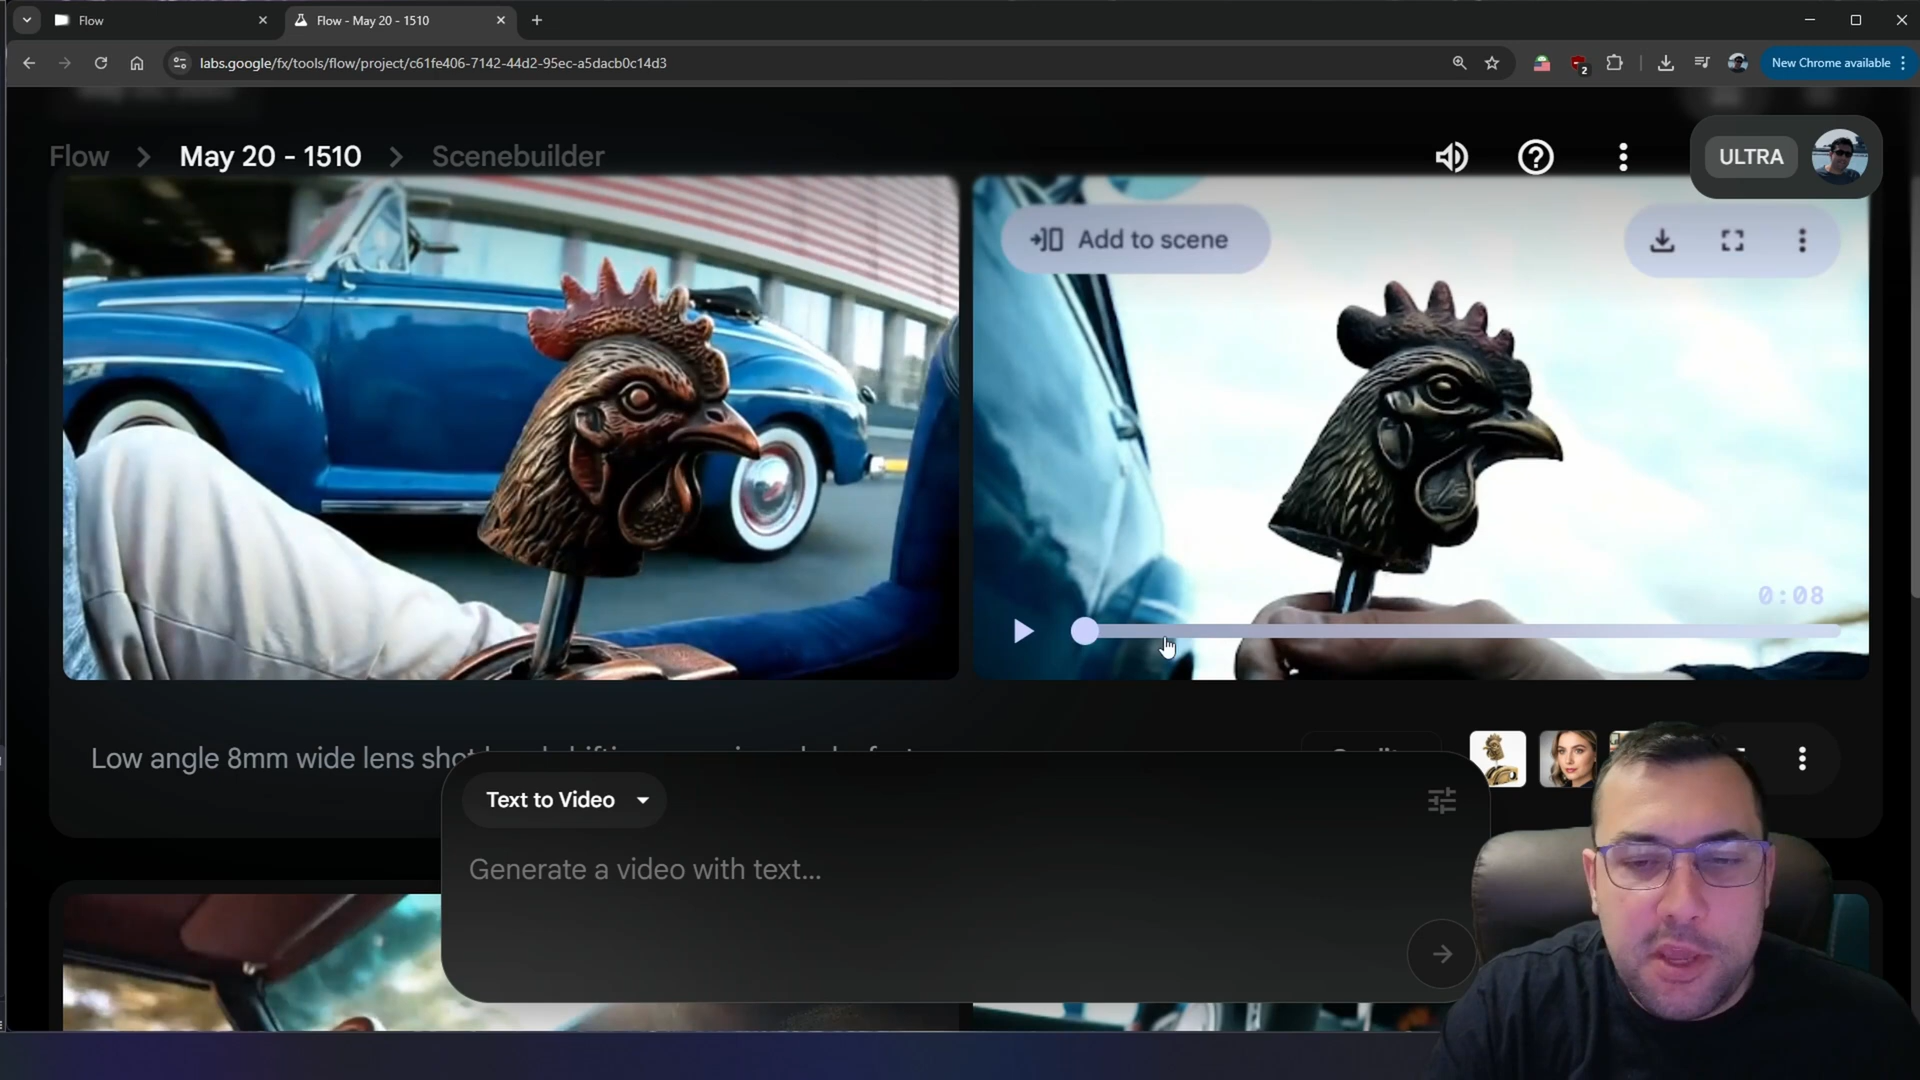 Flow
Flow - May 20 - 1510
labs.google/fx/tools/flow/project/c61fe406-7142-44d2-95ec-a5dacb0c14d3
2
New Chrome available
Flow > May 20 - 1510 > Scenebuilder
ULTRA
Add to scene
0:08
Low angle 8mm wide lens shot
Text to Video
Generate a video with text...